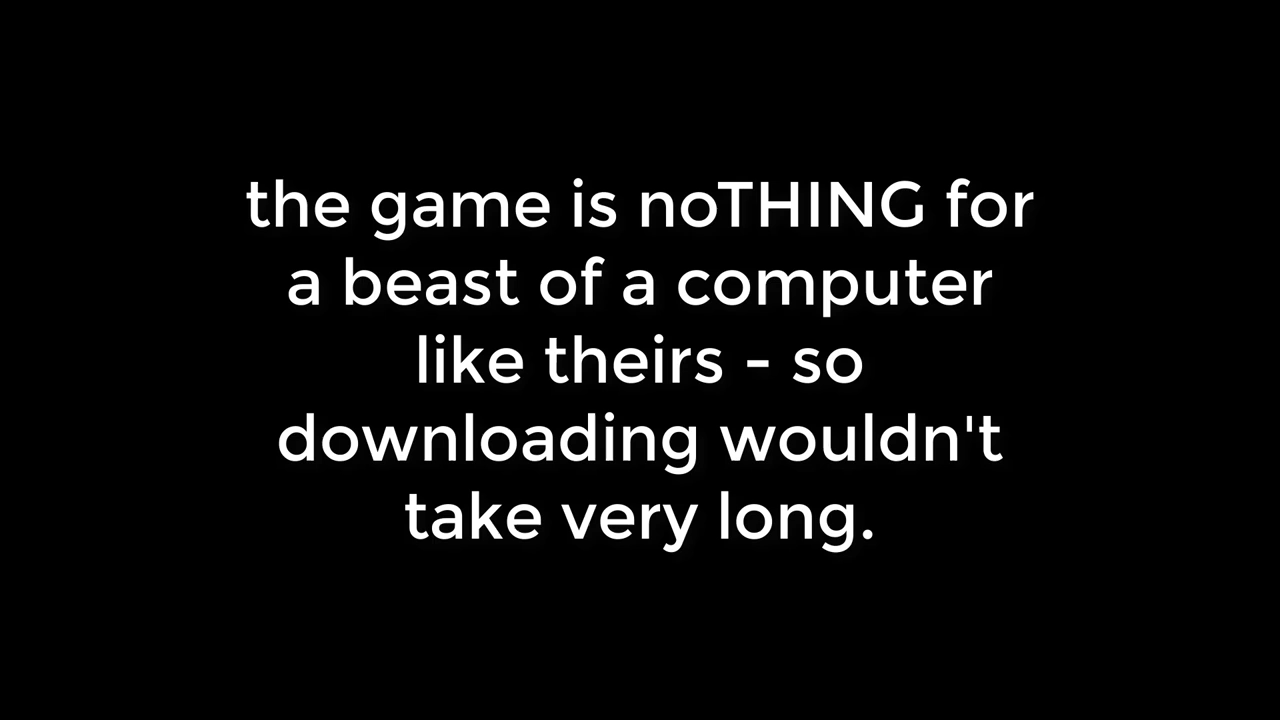 the game is noTHING for
a beast of a computer
like theirs - so
downloading wouldn't
take very long.